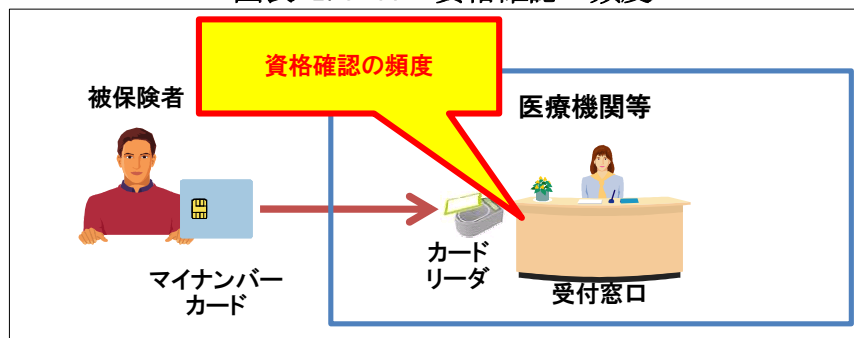 資格確認の頻度
被保険者
医療機関等
マイナンバー
カード
カード
リーダ
受付窓口